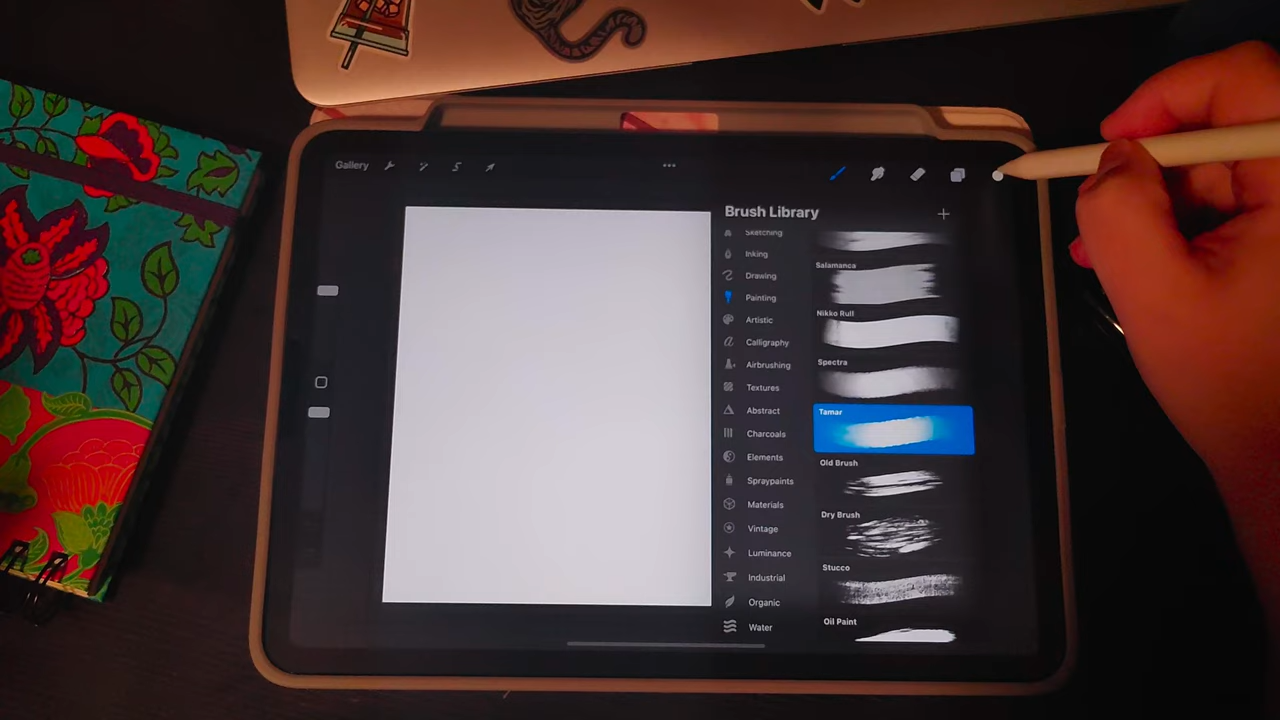 Gallery
Brush Library
Sketching
Inking
Drawing
Painting
Artistic
Calligraphy
Airbrushing
Textures
Abstract
Charcoals
Elements
Spraypaints
Materials
Vintage
Luminance
Industrial
Organic
Water
Salamanca
Nikko Rull
Spectra
Tamar
Old Brush
Dry Brush
Stucco
Oil Paint